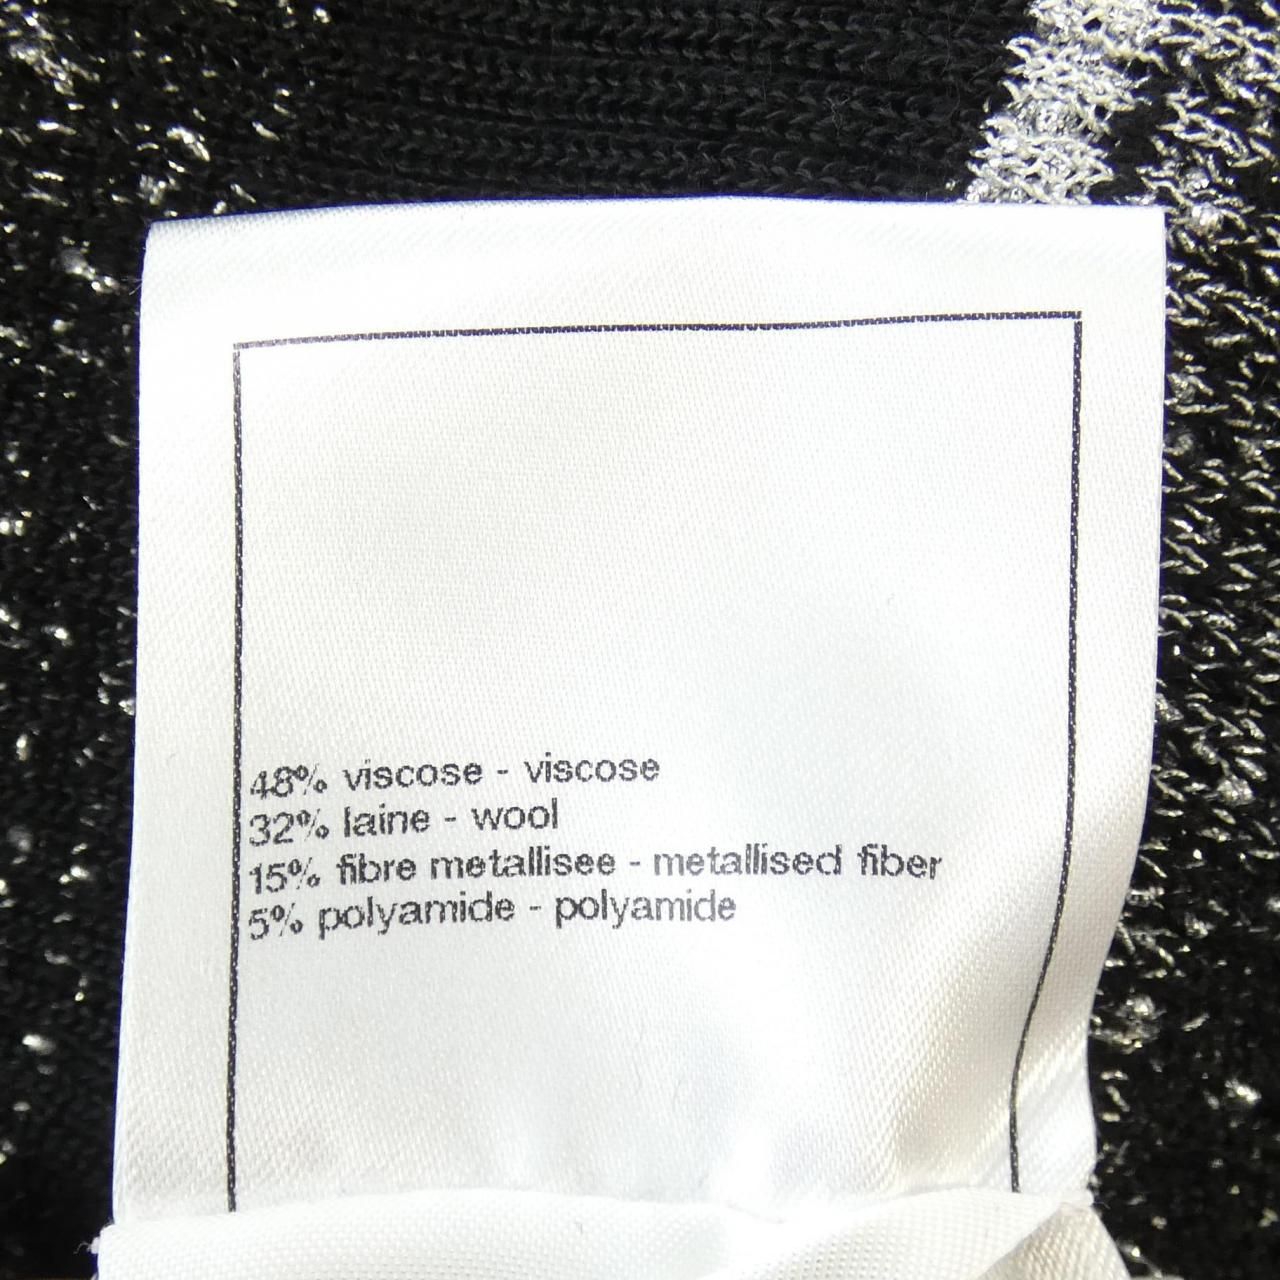 48% viscose - viscose
32% laine - wool
15% fibre metallisee - metallised fiber
5% polyamide - polyamide